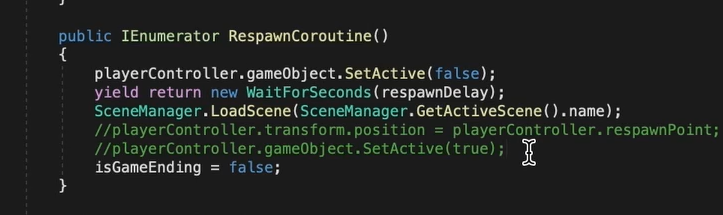 }
public IEnumerator RespawnCoroutine()
{
playerController.gameObject.SetActive(false);
yield return new WaitForSeconds(respawnDelay);
SceneManager.LoadScene(SceneManager.GetActiveScene().name);
//playerController.transform.position = playerController.respawnPoint;
//playerController.gameObject.SetActive(true);
isGameEnding = false;
}